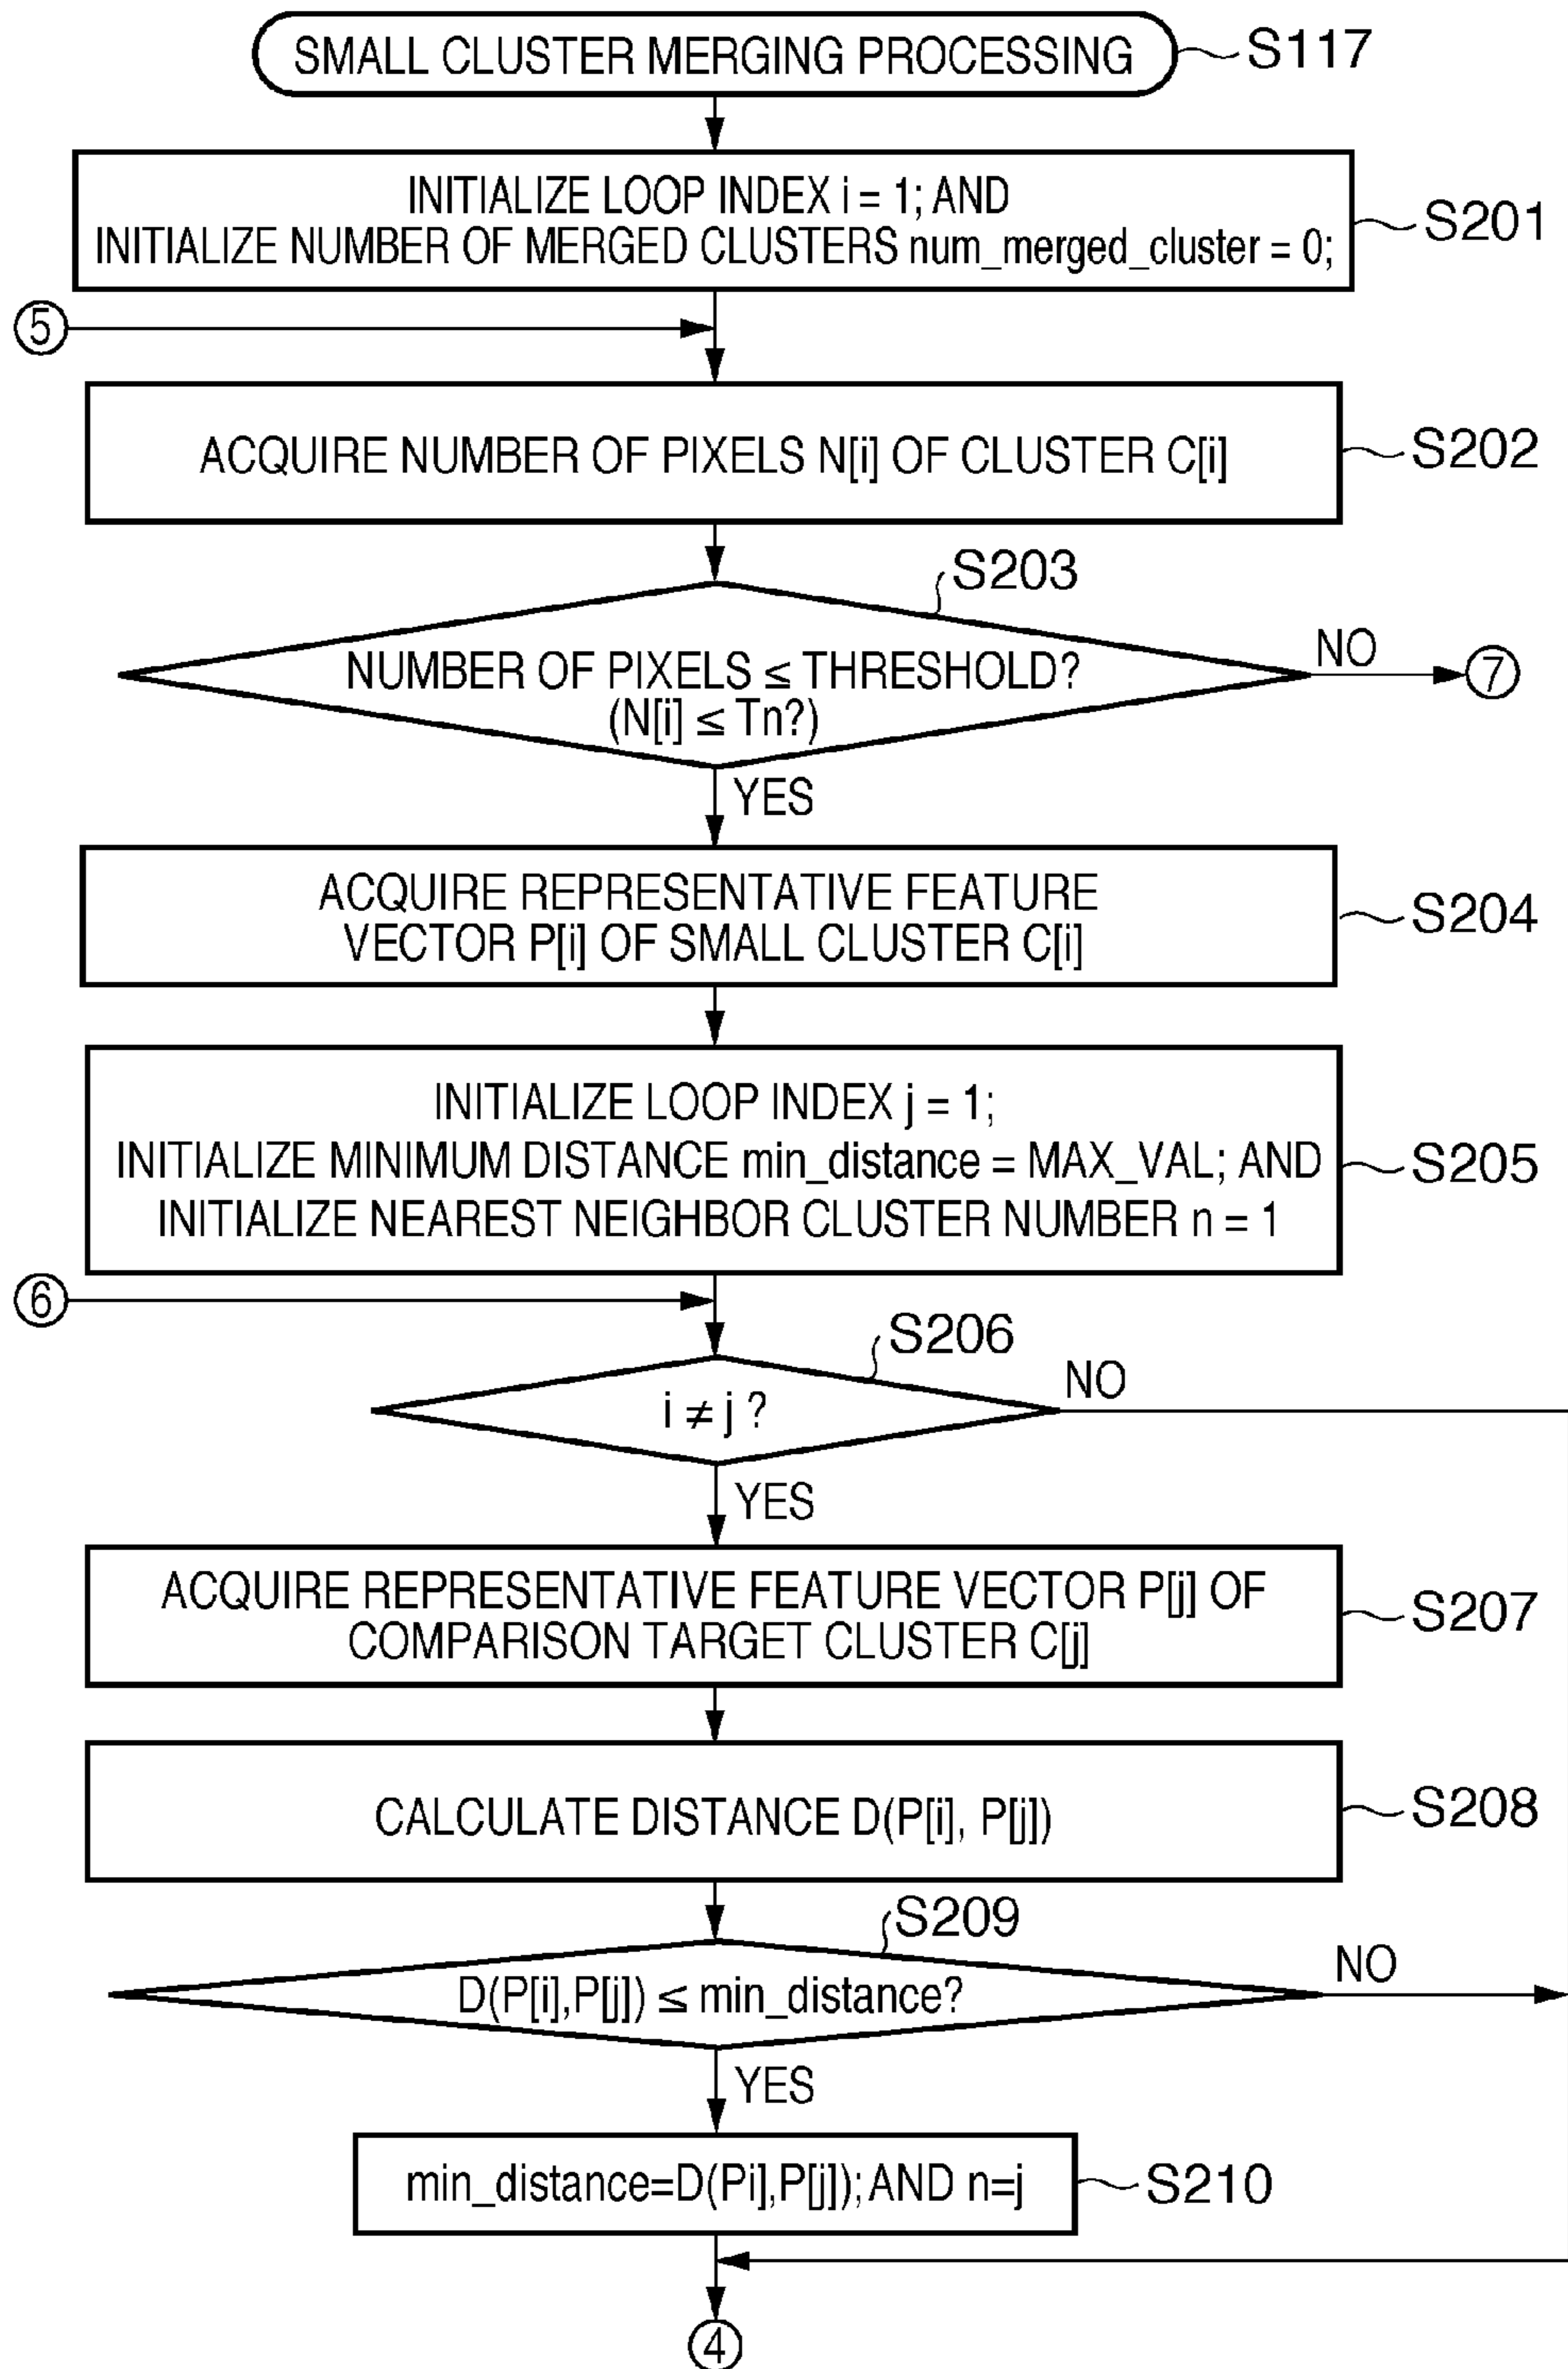 SMALL CLUSTER MERGING PROCESSING
S117
INITIALIZE LOOP INDEX i = 1; AND
INITIALIZE NUMBER OF MERGED CLUSTERS num_merged_cluster = 0;
S201
5
ACQUIRE NUMBER OF PIXELS N[i] OF CLUSTER C[i]
S202
S203
NUMBER OF PIXELS ≤ THRESHOLD?
(N[i] ≤ Tn?)
NO
7
YES
ACQUIRE REPRESENTATIVE FEATURE
VECTOR P[i] OF SMALL CLUSTER C[i]
S204
INITIALIZE LOOP INDEX j = 1;
INITIALIZE MINIMUM DISTANCE min_distance = MAX_VAL; AND
INITIALIZE NEAREST NEIGHBOR CLUSTER NUMBER n = 1
S205
6
S206
i ≠ j ?
NO
YES
ACQUIRE REPRESENTATIVE FEATURE VECTOR P[j] OF
COMPARISON TARGET CLUSTER C[j]
S207
CALCULATE DISTANCE D(P[i], P[j])
S208
S209
D(P[i],P[j]) ≤ min_distance?
NO
YES
min_distance=D(Pi],P[j]); AND n=j
S210
4